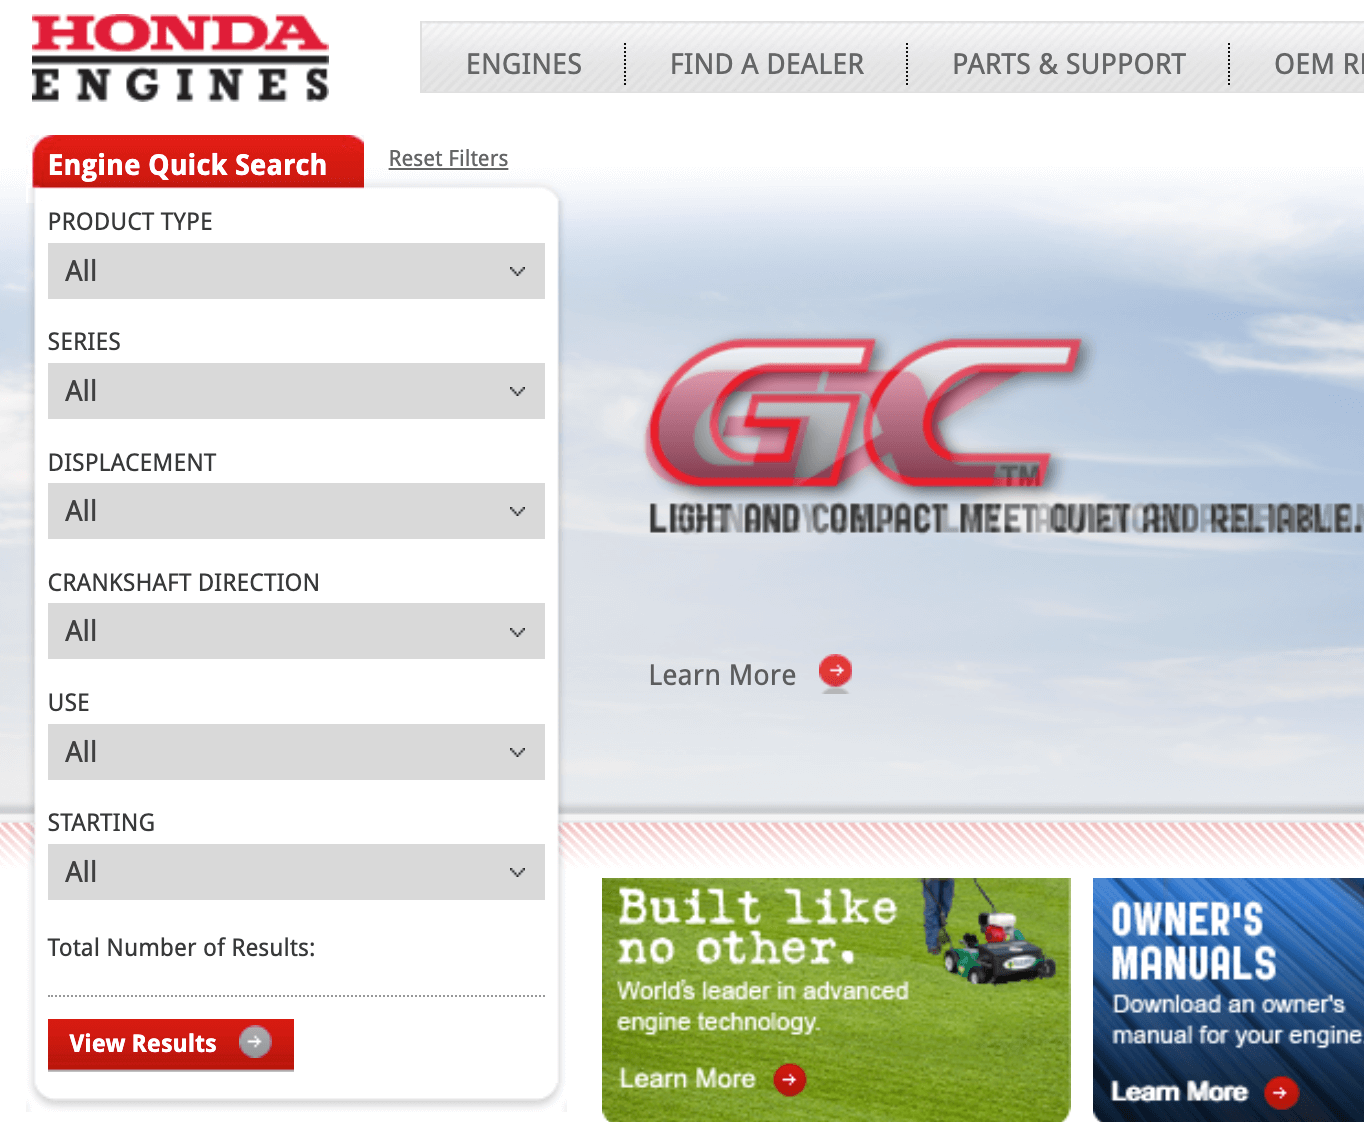 HONDA
ENGINES
ENGINES
FIND A DEALER
PARTS & SUPPORT
OEM
Engine Quick Search
Reset Filters
PRODUCT TYPE
All
SERIES
All
DISPLACEMENT
All
CRANKSHAFT DIRECTION
All
USE
All
STARTING
All
Total Number of Results:
View Results
GC
TM
LIGHT AND COMPACT MEET QUIET AND RELIABLE.
Learn More
Built like
no other.
World's leader in advanced
engine technology.
Learn More
OWNER'S
MANUALS
Download an owner's
manual for your engine
Learn More